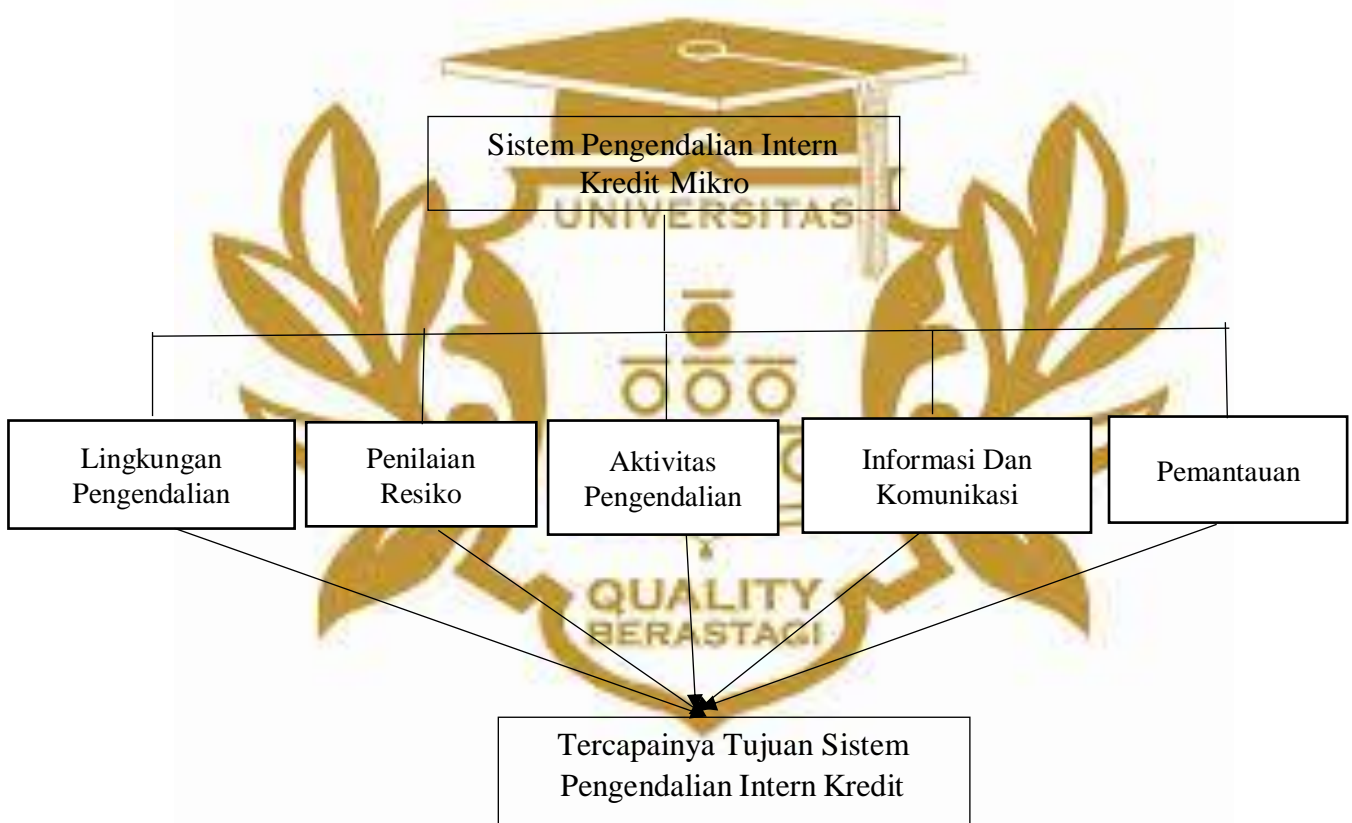 Sistem Pengendalian Intern
Kredit Mikro
UNIVERSITAS
Lingkungan
Pengendalian
Penilaian
Resiko
Aktivitas
Pengendalian
Informasi Dan
Komunikasi
Pemantauan
QUALITY
BERASTAGI
Tercapainya Tujuan Sistem
Pengendalian Intern Kredit